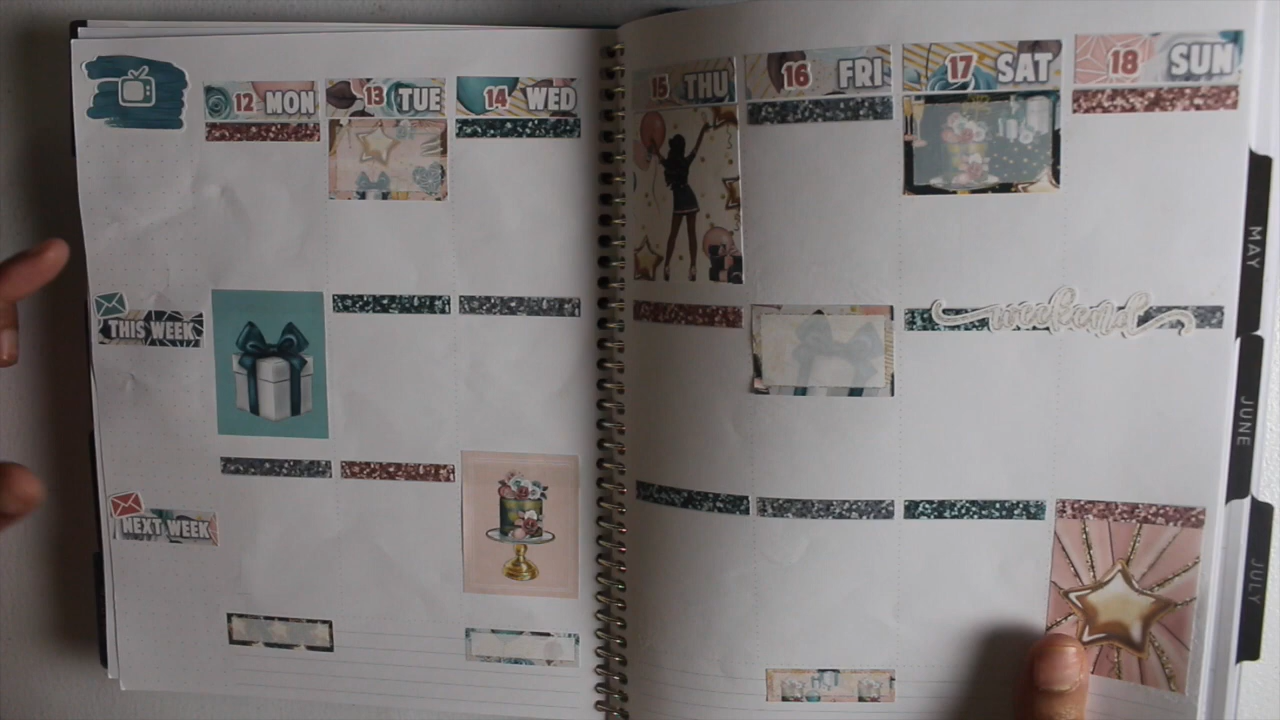 12 MON
13 TUE
14 WED
15 THU
16 FRI
17 SAT
18 SUN
THIS WEEK
weekend
NEXT WEEK
MAY
JUNE
JULY